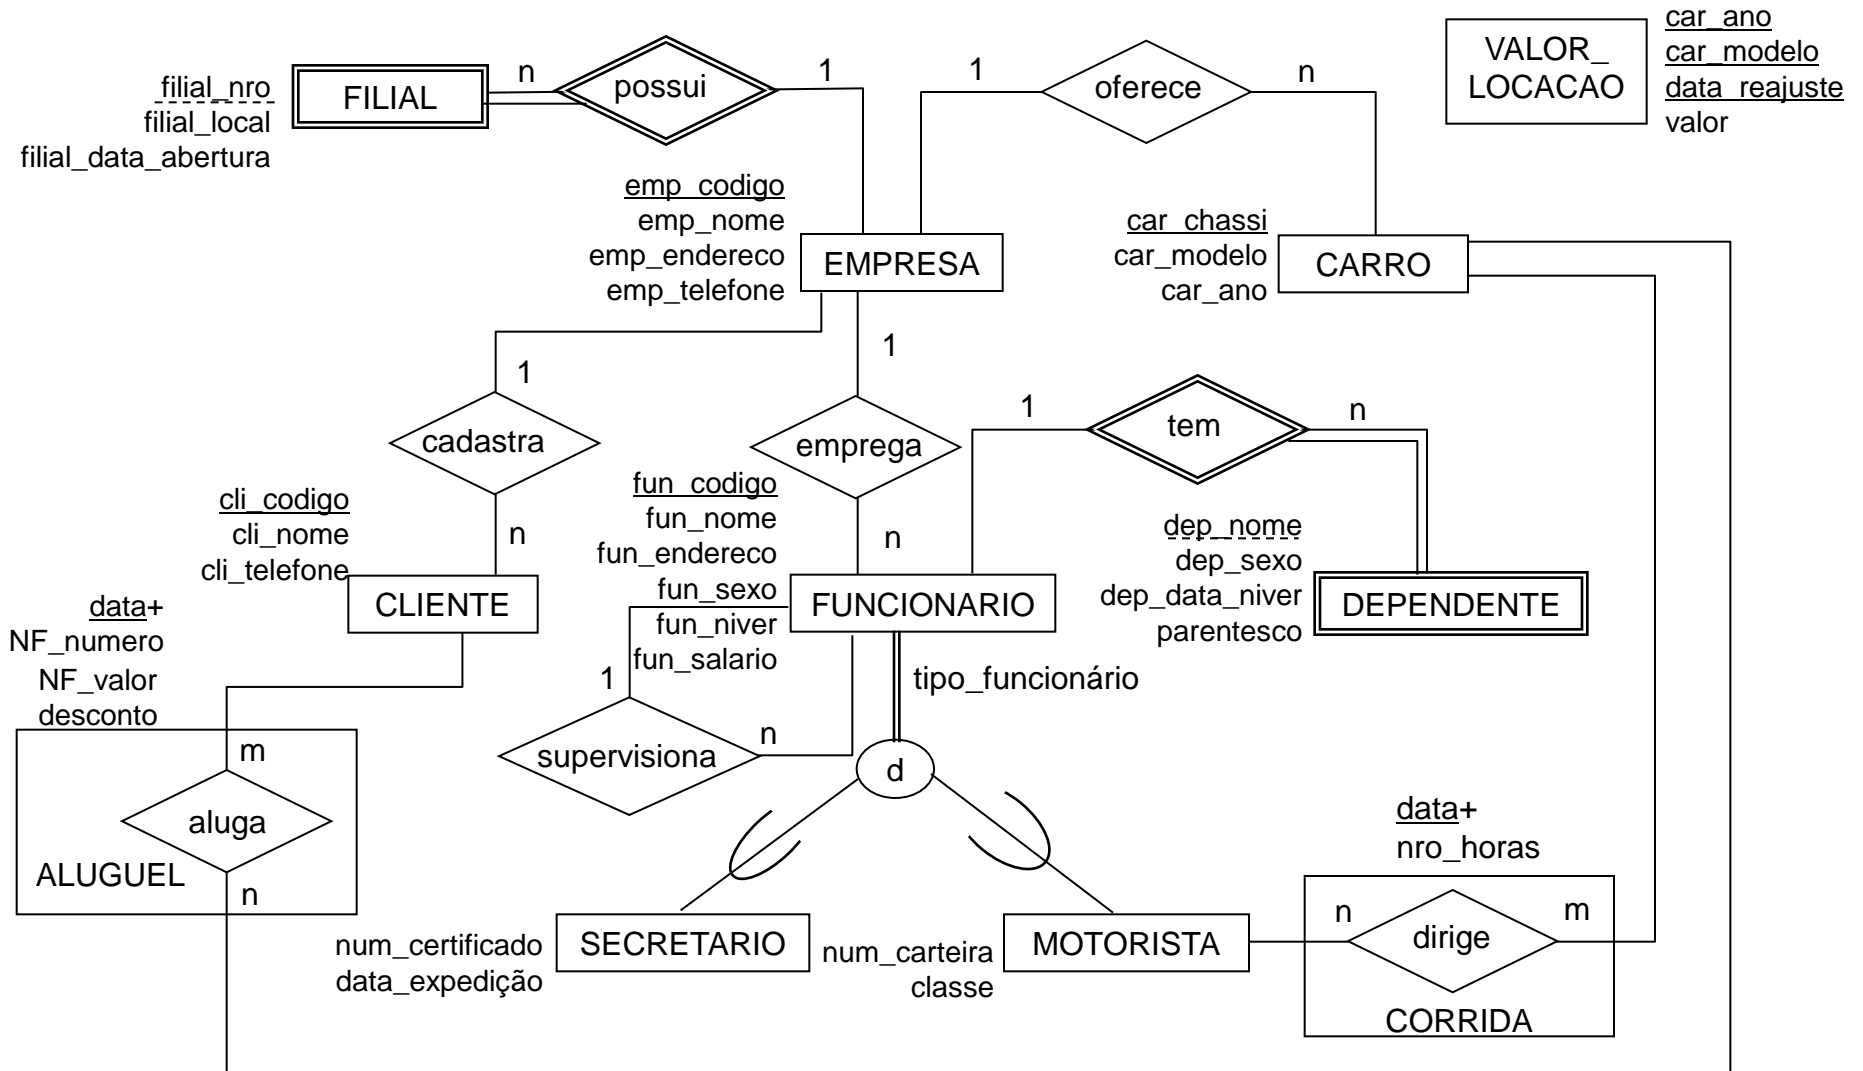 filial_nro
filial_local
filial_data_abertura
FILIAL
n
possui
1
1
oferece
n
VALOR_
LOCACAO
car_ano
car_modelo
data_reajuste
valor
emp_codigo
emp_nome
emp_endereco
emp_telefone
EMPRESA
car_chassi
car_modelo
car_ano
CARRO
1
cadastra
n
1
emprega
n
1
tem
n
cli_codigo
cli_nome
cli_telefone
CLIENTE
fun_codigo
fun_nome
fun_endereco
fun_sexo
fun_niver
fun_salario
FUNCIONARIO
dep_nome
dep_sexo
dep_data_niver
parentesco
DEPENDENTE
data+
NF_numero
NF_valor
desconto
m
aluga
n
ALUGUEL
1
supervisiona
n
tipo_funcionário
d
num_certificado
data_expedição
SECRETARIO
num_carteira
classe
MOTORISTA
data+
nro_horas
n
dirige
m
CORRIDA